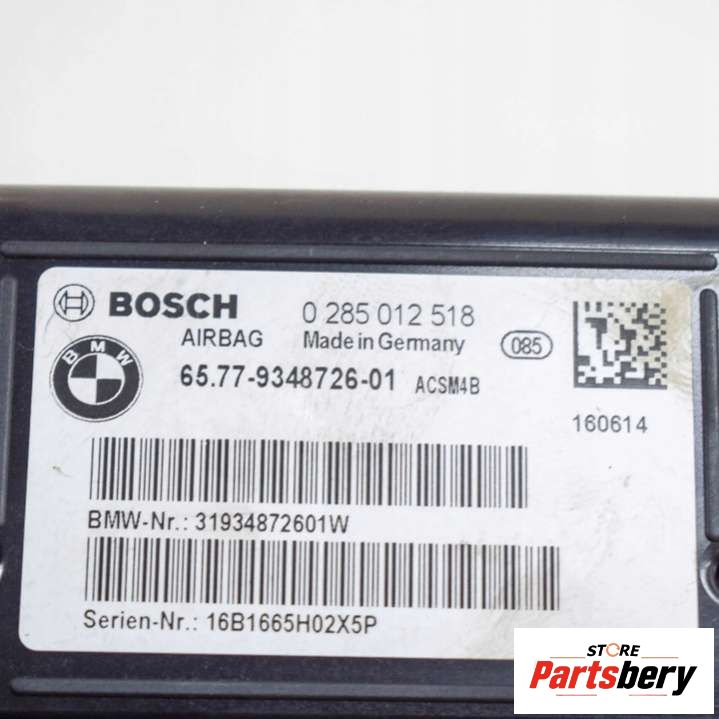 BOSCH 0 285 012 518
AIRBAG Made in Germany 085
BMW
65.77-9348726-01 ACSM4B
160614
BMW-Nr.: 31934872601W
Serien-Nr.: 16B1665H02X5P
STORE
Partsbery